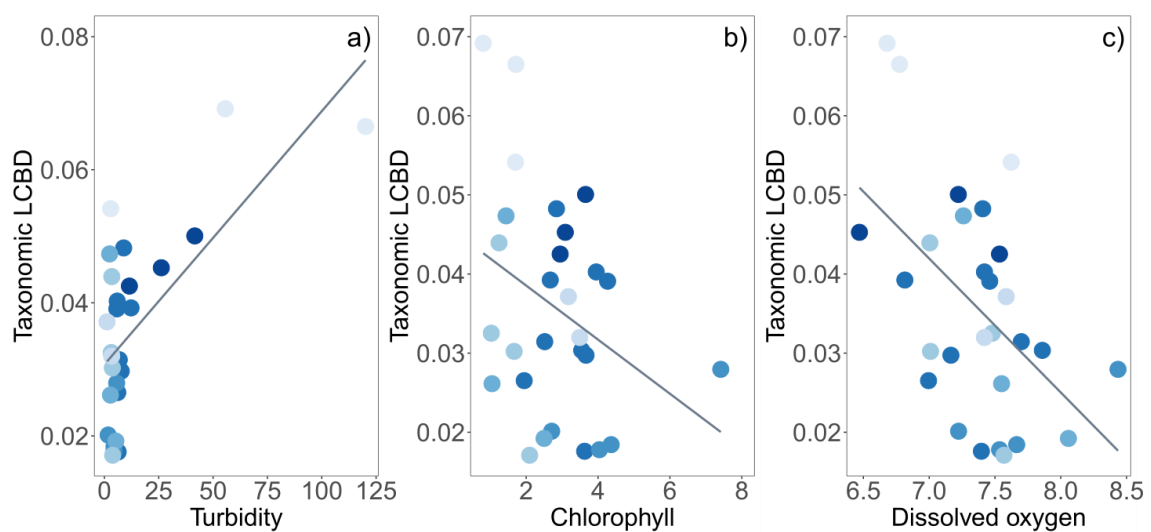 a)
Taxonomic LCBD
0.08
0.06
0.04
0.02
0 25 50 75 100 125
Turbidity
b)
Taxonomic LCBD
0.07
0.06
0.05
0.04
0.03
0.02
2 4 6 8
Chlorophyll
c)
Taxonomic LCBD
0.07
0.06
0.05
0.04
0.03
0.02
6.5 7.0 7.5 8.0 8.5
Dissolved oxygen